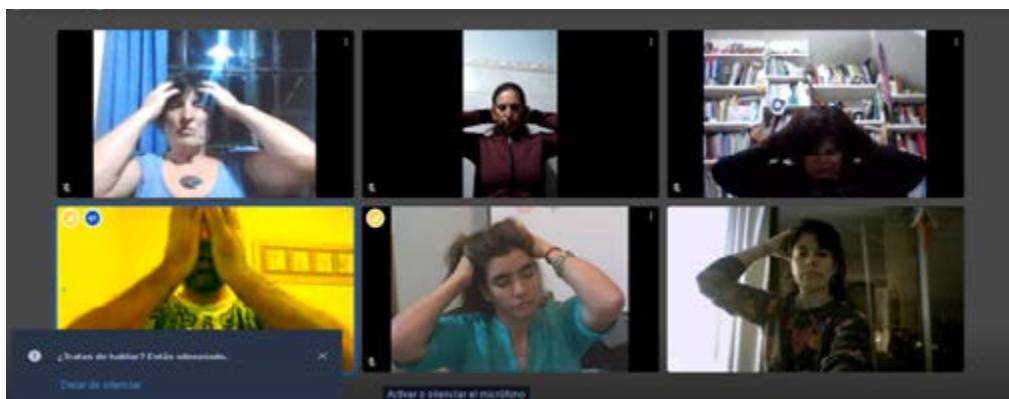 ¿Tratas de hablar? Estás silenciado.
Dejar de silenciar
Activar o silenciar el micrófono